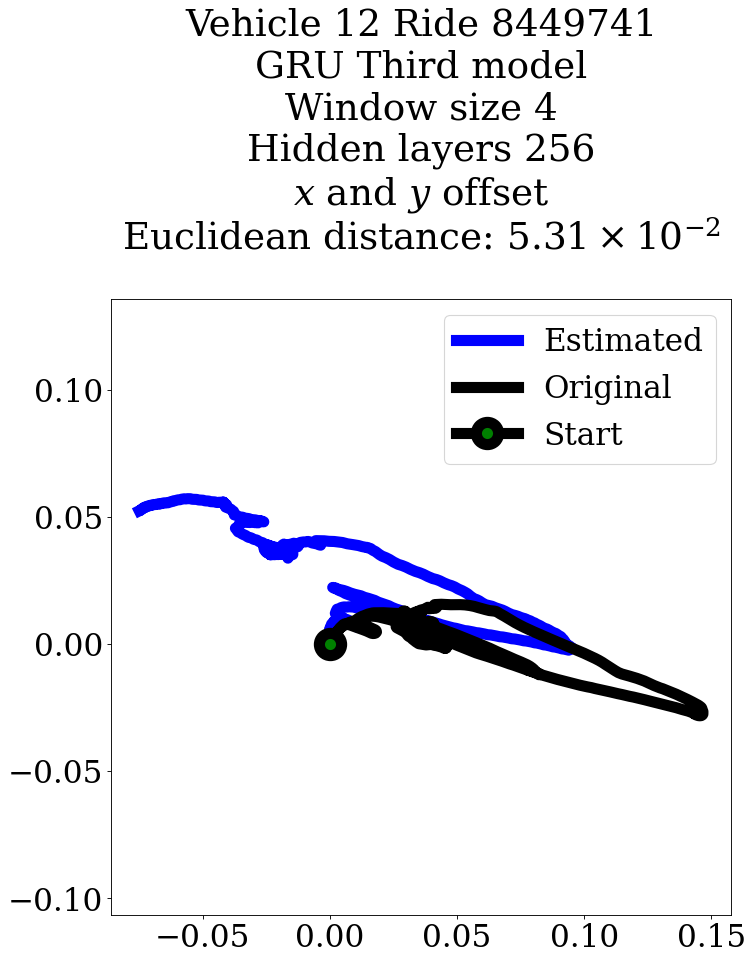 Vehicle 12 Ride 8449741
GRU Third model
Window size 4
Hidden layers 256
x and y offset
Euclidean distance: 5.31 × 10⁻²
Estimated
Original
Start
0.10
0.05
0.00
−0.05
−0.10
−0.05 0.00 0.05 0.10 0.15